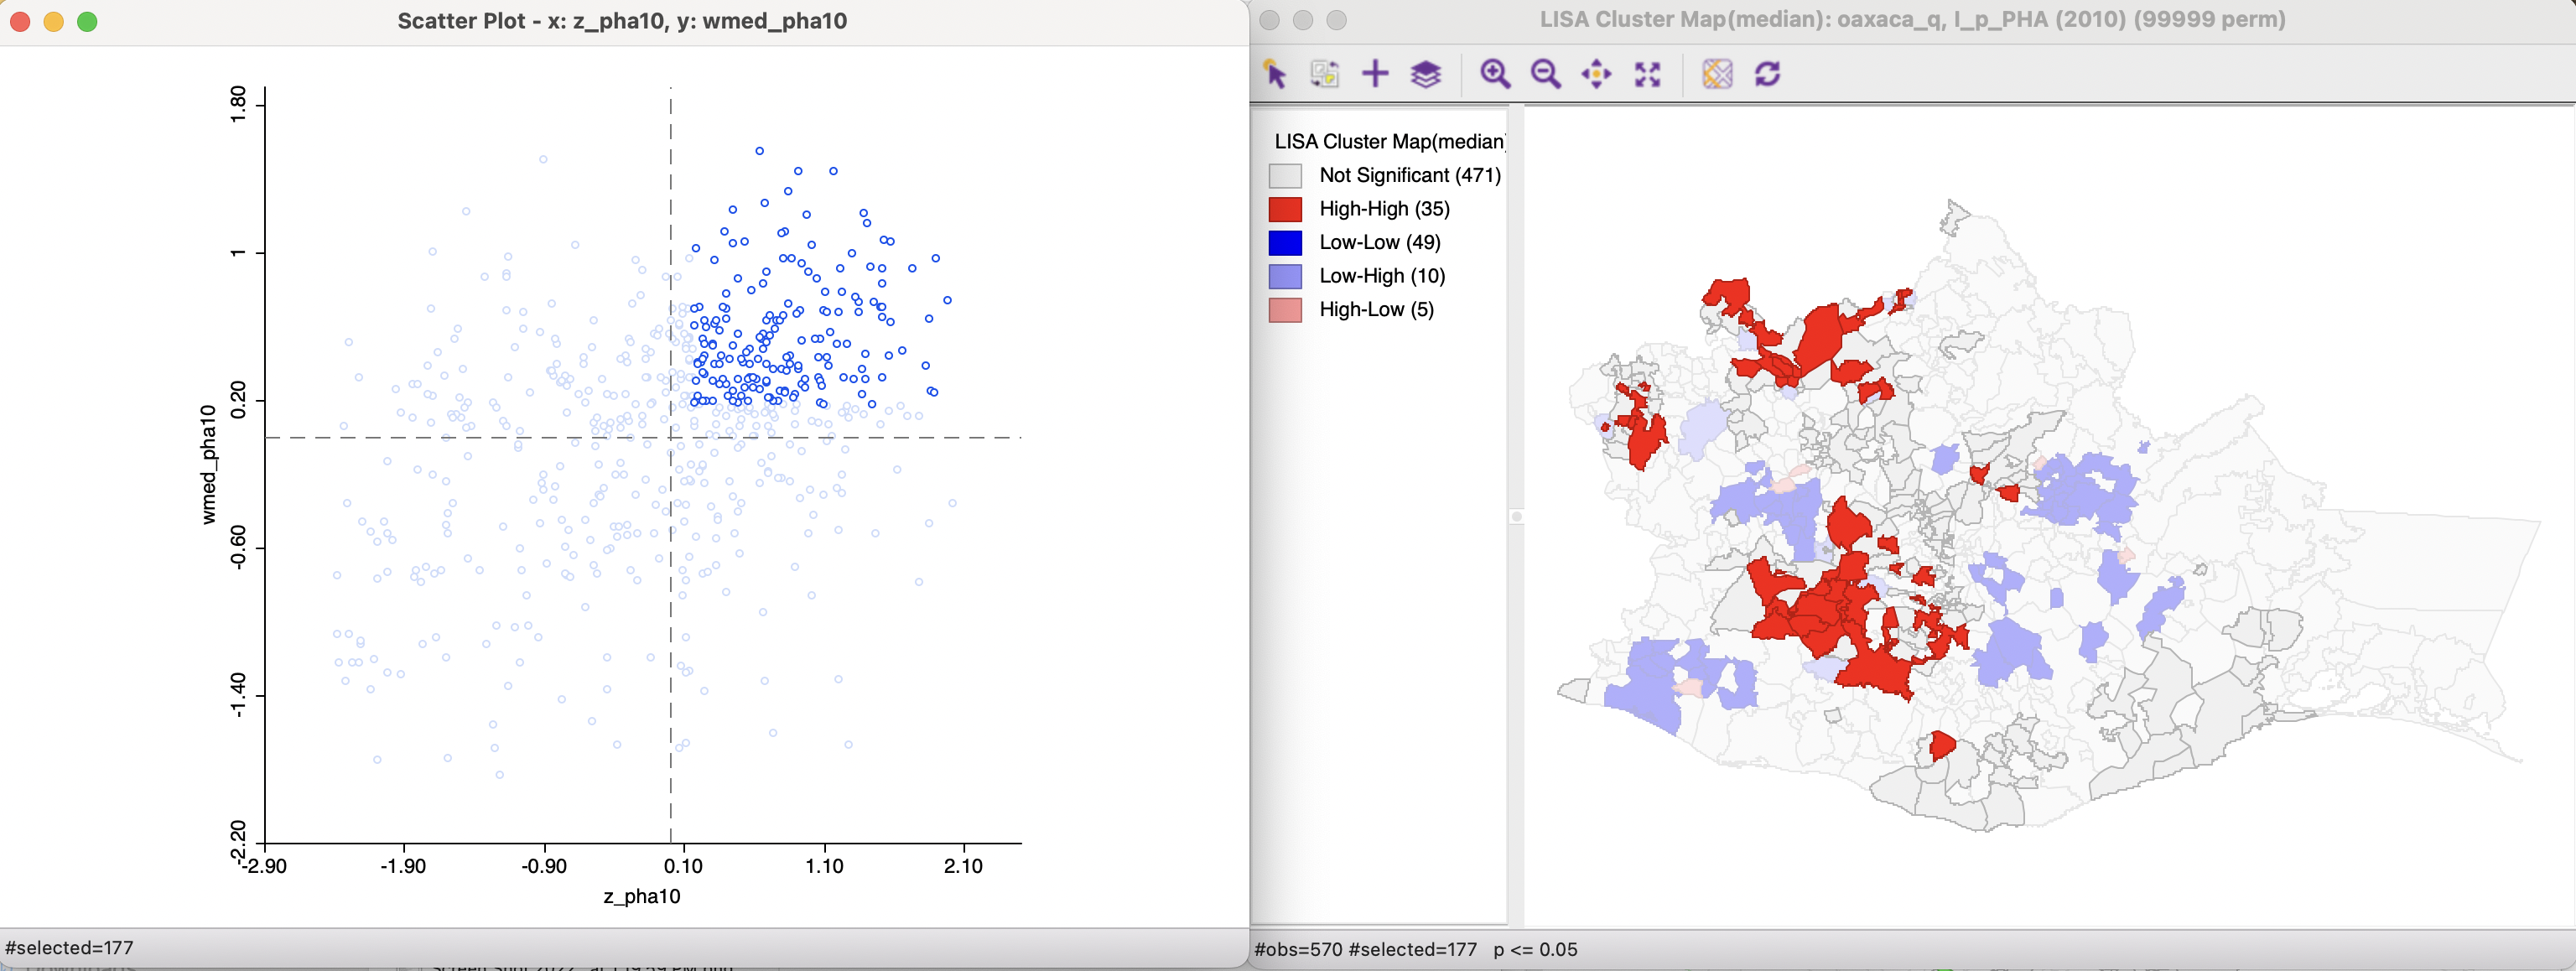 Scatter Plot - x: z_pha10, y: wmed_pha10
1.80
1
0.20
-0.60
-1.40
-2.20
wmed_pha10
-2.90 -1.90 -0.90 0.10 1.10 2.10
z_pha10
#selected=177
LISA Cluster Map(median): oaxaca_q, I_p_PHA (2010) (99999 perm)
LISA Cluster Map(median)
Not Significant (471)
High-High (35)
Low-Low (49)
Low-High (10)
High-Low (5)
#obs=570 #selected=177 p <= 0.05